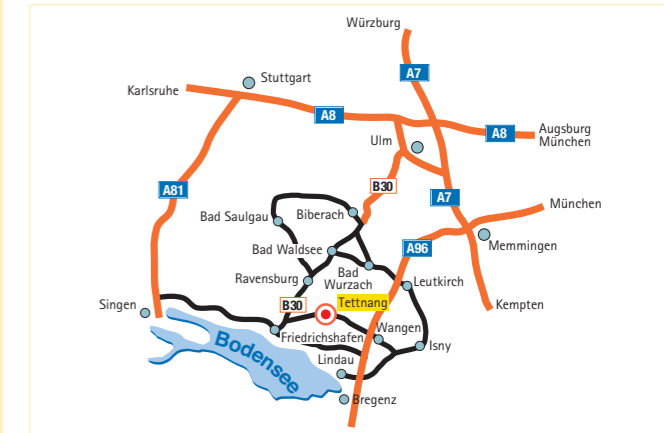 Würzburg
Stuttgart
Karlsruhe
A7
A8
A8
Augsburg
München
Ulm
A81
B30
A7
München
Bad Saulgau
Biberach
Bad Waldsee
A96
Memmingen
Ravensburg
Bad
Wurzach
Leutkirch
Singen
B30
Tettnang
Kempten
Friedrichshafen
Wangen
Isny
Bodensee
Lindau
Bregenz